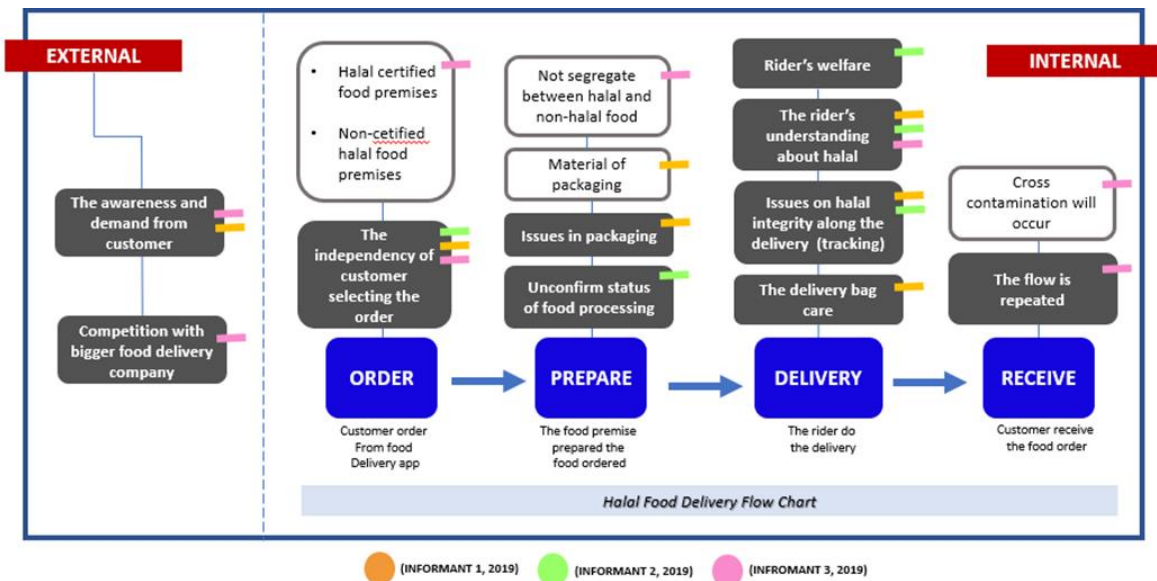 EXTERNAL
The awareness and
demand from
customer
Competition with
bigger food delivery
company
INTERNAL
• Halal certified
food premises
• Non-cetified
halal food
premises
The
independency of
customer
selecting the
order
ORDER
Customer order
From food
Delivery app
Not segregate
between halal and
non-halal food
Material of
packaging
Issues in packaging
Unconfirm status
of food processing
PREPARE
The food premise
prepared the
food ordered
Rider's welfare
The rider's
understanding
about halal
Issues on halal
integrity along the
delivery (tracking)
The delivery bag
care
DELIVERY
The rider do
the delivery
Cross
contamination will
occur
The flow is
repeated
RECEIVE
Customer receive
the food order
Halal Food Delivery Flow Chart
(INFORMANT 1, 2019)
(INFORMANT 2, 2019)
(INFROMANT 3, 2019)